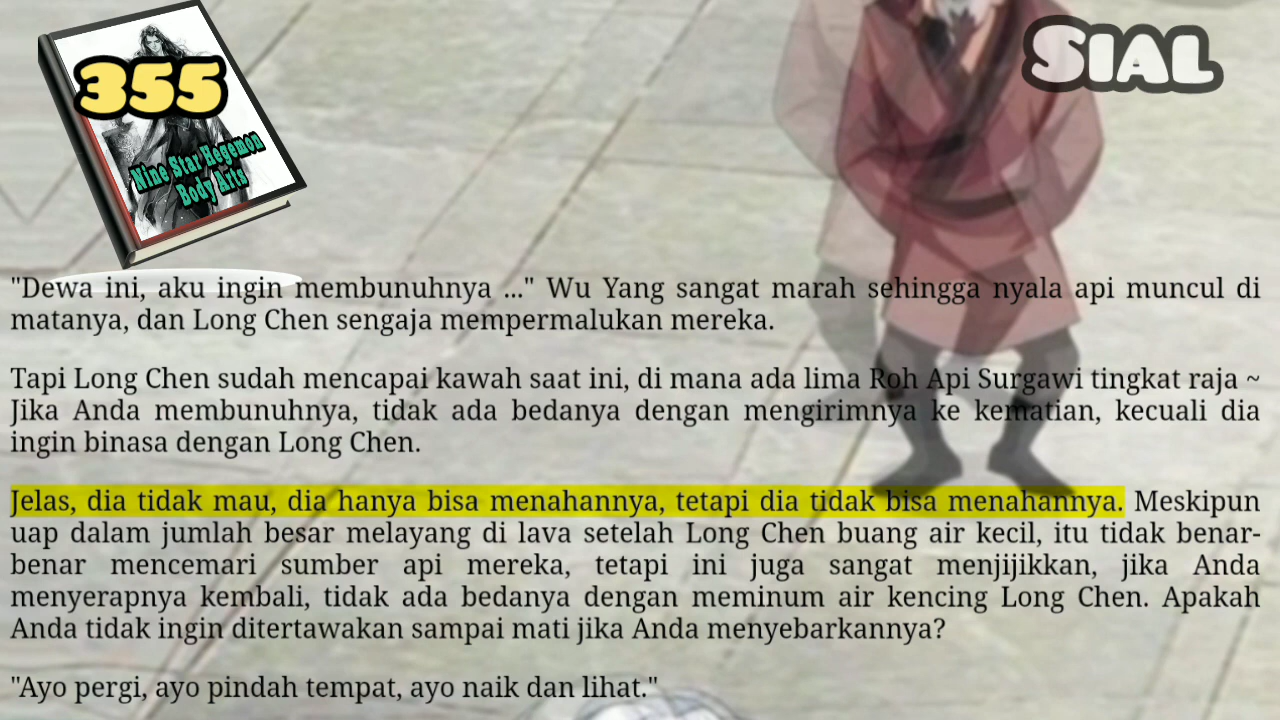 355
Nine Star Hegemon
Body Arts
SIAL
"Dewa ini, aku ingin membunuhnya ..." Wu Yang sangat marah sehingga nyala api muncul di
matanya, dan Long Chen sengaja mempermalukan mereka.
Tapi Long Chen sudah mencapai kawah saat ini, di mana ada lima Roh Api Surgawi tingkat raja ~
Jika Anda membunuhnya, tidak ada bedanya dengan mengirimnya ke kematian, kecuali dia
ingin binasa dengan Long Chen.
Jelas, dia tidak mau, dia hanya bisa menahannya, tetapi dia tidak bisa menahannya. Meskipun
uap dalam jumlah besar melayang di lava setelah Long Chen buang air kecil, itu tidak benar-
benar mencemari sumber api mereka, tetapi ini juga sangat menjijikkan, jika Anda
menyerapnya kembali, tidak ada bedanya dengan meminum air kencing Long Chen. Apakah
Anda tidak ingin ditertawakan sampai mati jika Anda menyebarkannya?
"Ayo pergi, ayo pindah tempat, ayo naik dan lihat."